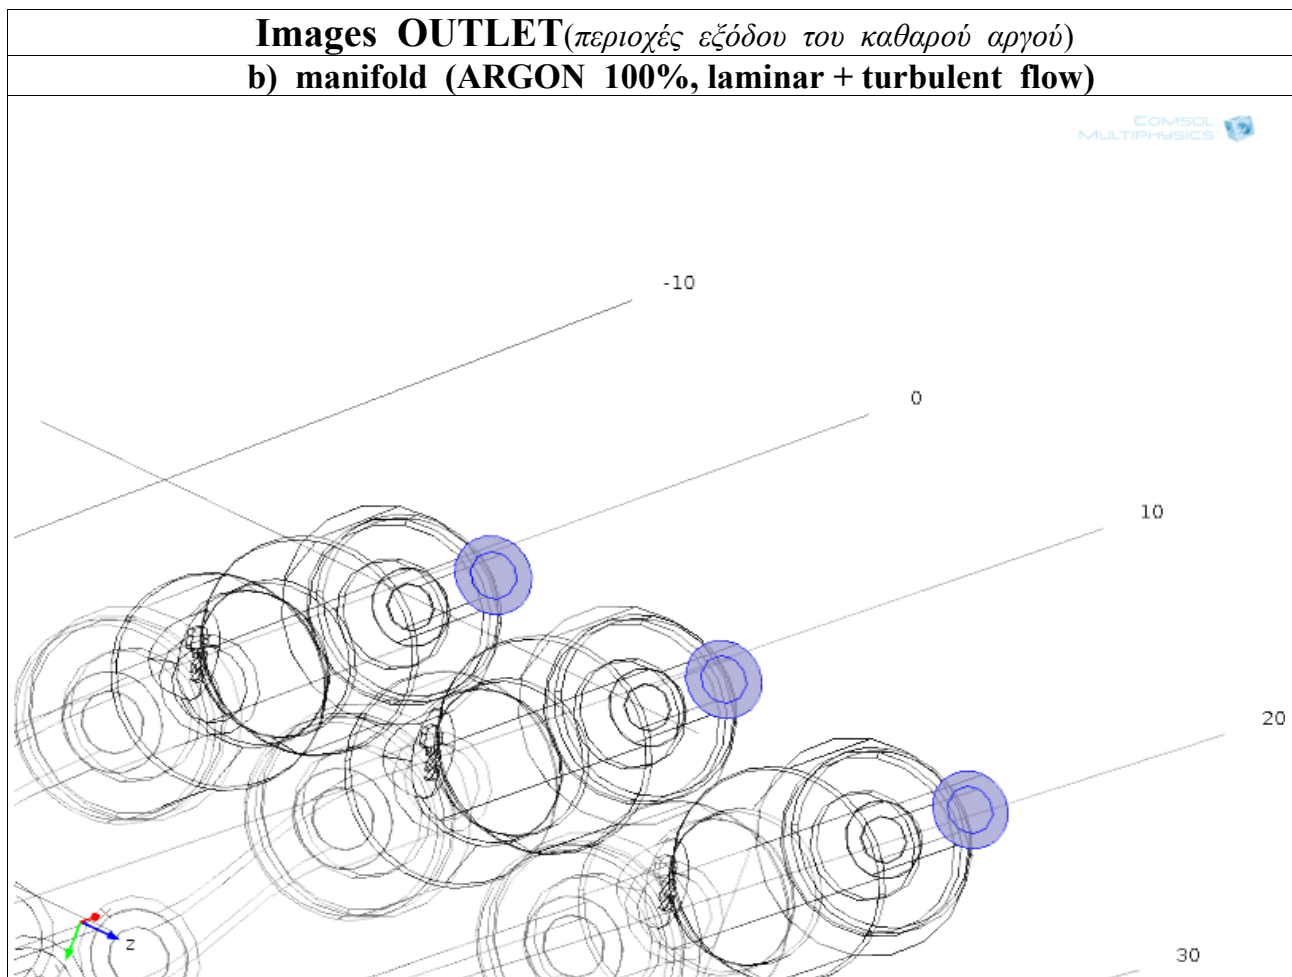 Images OUTLET(περιοχές εξόδου του καθαρού αργού)
b) manifold (ARGON 100%, laminar + turbulent flow)
COMSOL
MULTIPHYSICS
-10
0
10
20
30
z